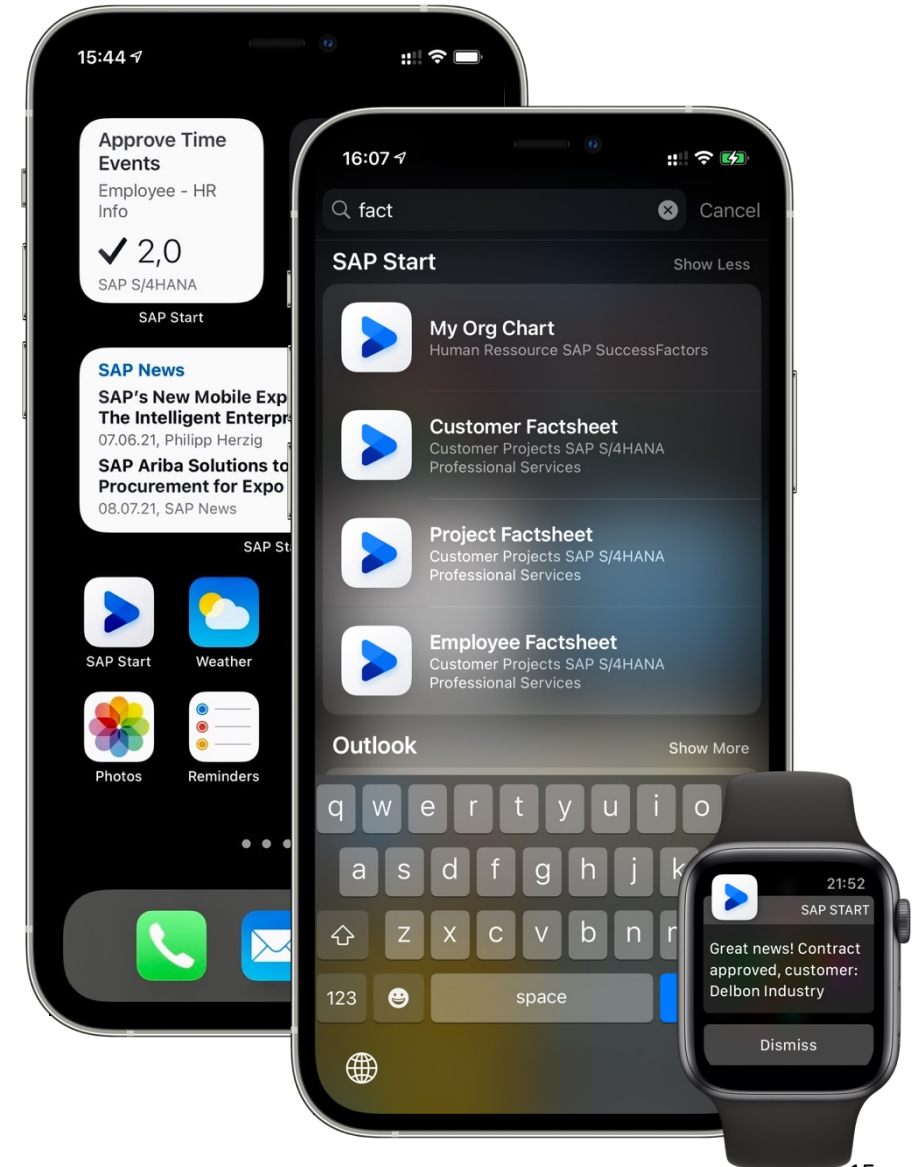 15:44
Approve Time
Events
Employee - HR
Info
2,0
SAP S/4HANA
SAP Start
SAP News
SAP's New Mobile Exp
The Intelligent Enterpr
07.06.21, Philipp Herzig
SAP Ariba Solutions to
Procurement for Expo
08.07.21, SAP News
SAP St
SAP Start
Weather
Photos
Reminders
16:07
fact
Cancel
SAP Start
Show Less
My Org Chart
Human Ressource SAP SuccessFactors
Customer Factsheet
Customer Projects SAP S/4HANA
Professional Services
Project Factsheet
Customer Projects SAP S/4HANA
Professional Services
Employee Factsheet
Customer Projects SAP S/4HANA
Professional Services
Outlook
Show More
q w e r t y u i o
a s d f g h j k
z x c v b n
123
space
21:52
SAP START
Great news! Contract
approved, customer:
Delbon Industry
Dismiss